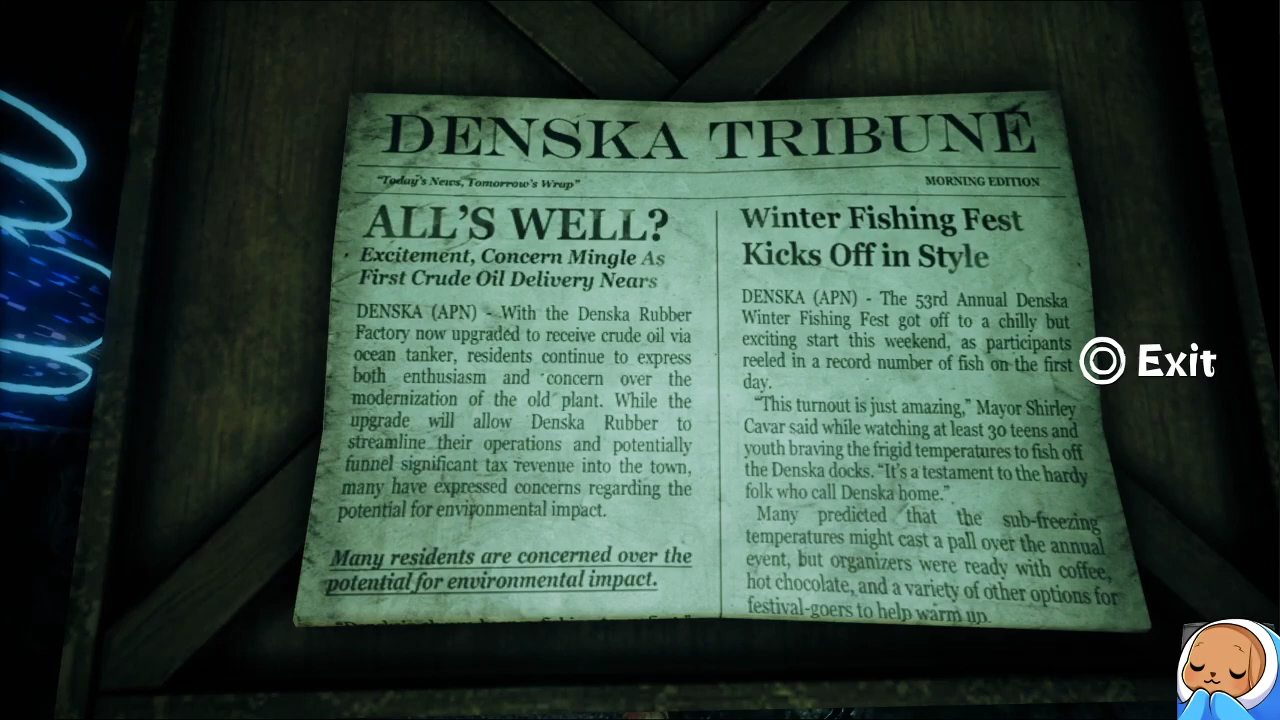 DENSKA TRIBUNE
"Today's News, Tomorrow's Wrap"
MORNING EDITION
ALL'S WELL?
Excitement, Concern Mingle As
First Crude Oil Delivery Nears
DENSKA (APN) - With the Denska Rubber
Factory now upgraded to receive crude oil via
ocean tanker, residents continue to express
both enthusiasm and concern over the
modernization of the old plant. While the
upgrade will allow Denska Rubber to
streamline their operations and potentially
funnel significant tax revenue into the town,
many have expressed concerns regarding the
potential for environmental impact.
Many residents are concerned over the
potential for environmental impact.
Winter Fishing Fest
Kicks Off in Style
DENSKA (APN) - The 53rd Annual Denska
Winter Fishing Fest got off to a chilly but
exciting start this weekend, as participants
reeled in a record number of fish on the first
day.
"This turnout is just amazing," Mayor Shirley
Cavar said while watching at least 30 teens and
youth braving the frigid temperatures to fish off
the Denska docks. "It's a testament to the hardy
folk who call Denska home."
Many predicted that the sub-freezing
temperatures might cast a pall over the annual
event, but organizers were ready with coffee,
hot chocolate, and a variety of other options for
festival-goers to help warm up.
Exit